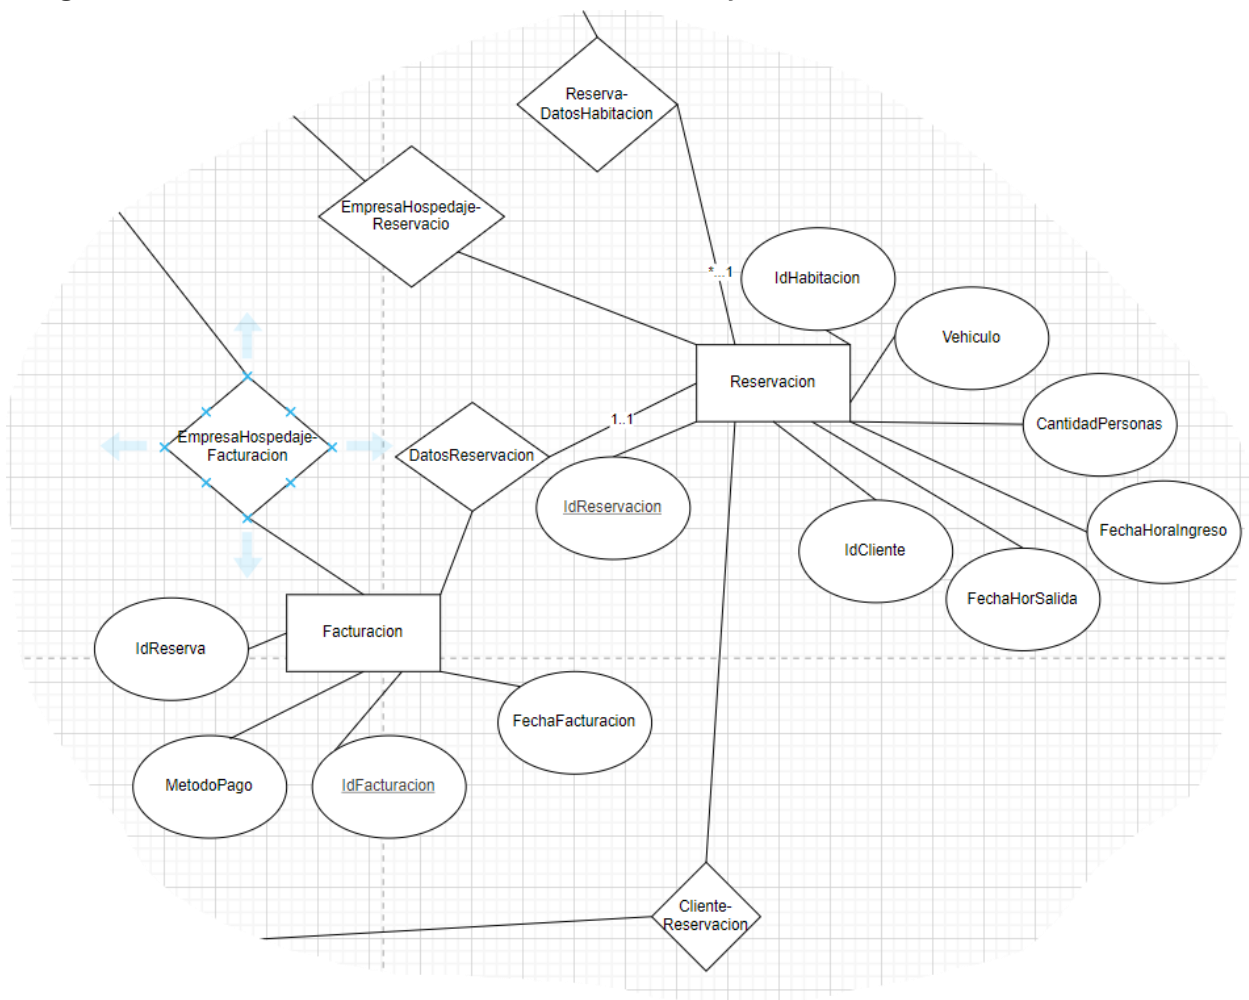 Reserva-
DatosHabitacion
EmpresaHospedaje-
Reservacio
*...1
IdHabitacion
Vehiculo
Reservacion
CantidadPersonas
1..1
EmpresaHospedaje-
Facturacion
DatosReservacion
IdReservacion
FechaHoraIngreso
IdCliente
FechaHorSalida
Facturacion
IdReserva
FechaFacturacion
MetodoPago
IdFacturacion
Cliente-
Reservacion